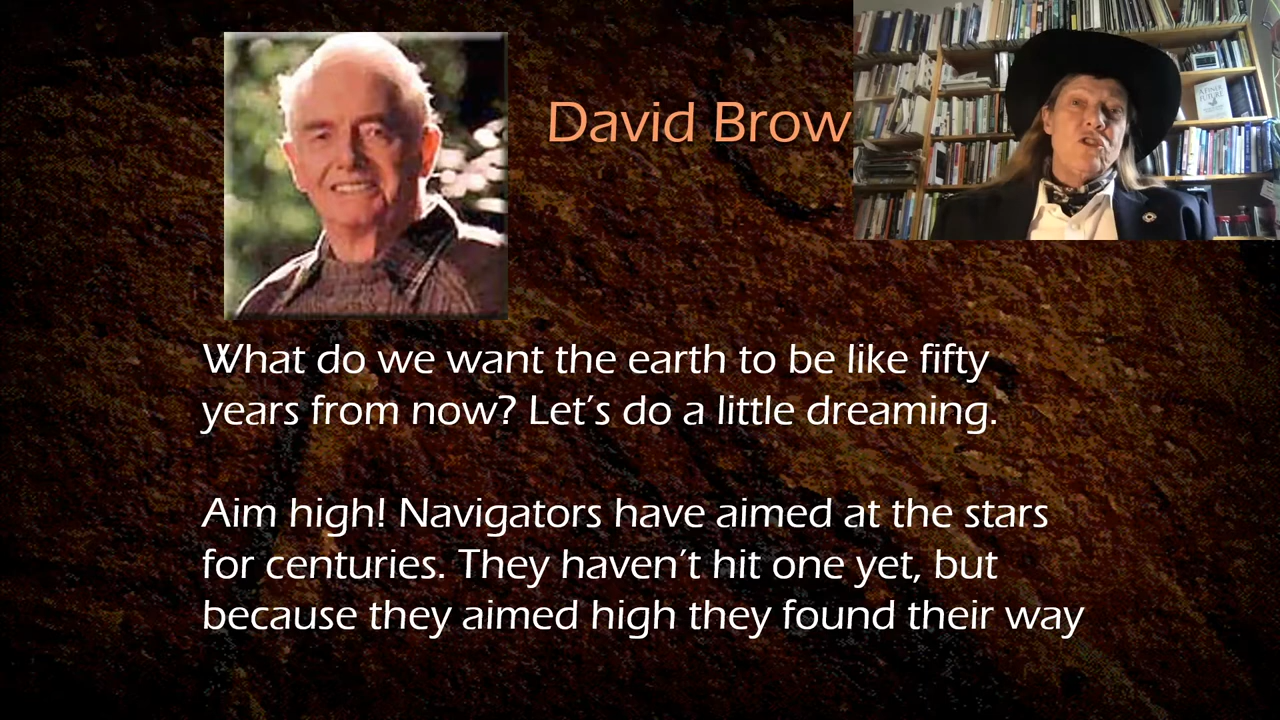 David Brow
What do we want the earth to be like fifty
years from now? Let’s do a little dreaming.
Aim high! Navigators have aimed at the stars
for centuries. They haven’t hit one yet, but
because they aimed high they found their way
A FINER
FUTURE